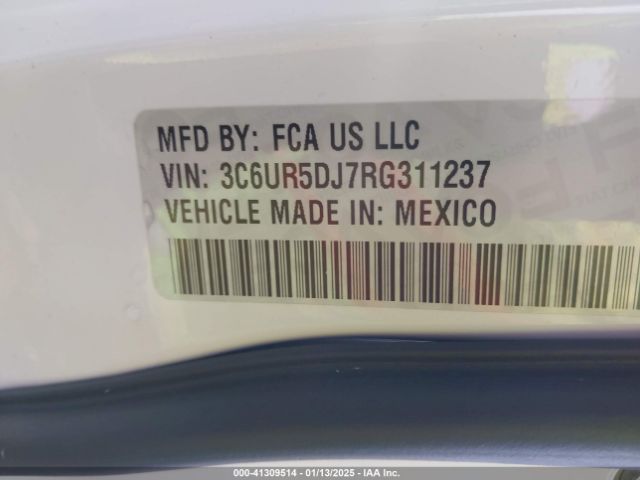 MFD BY: FCA US LLC
VIN: 3C6UR5DJ7RG311237
VEHICLE MADE IN: MEXICO
000-41309514 - 01/13/2025 - IAA Inc.